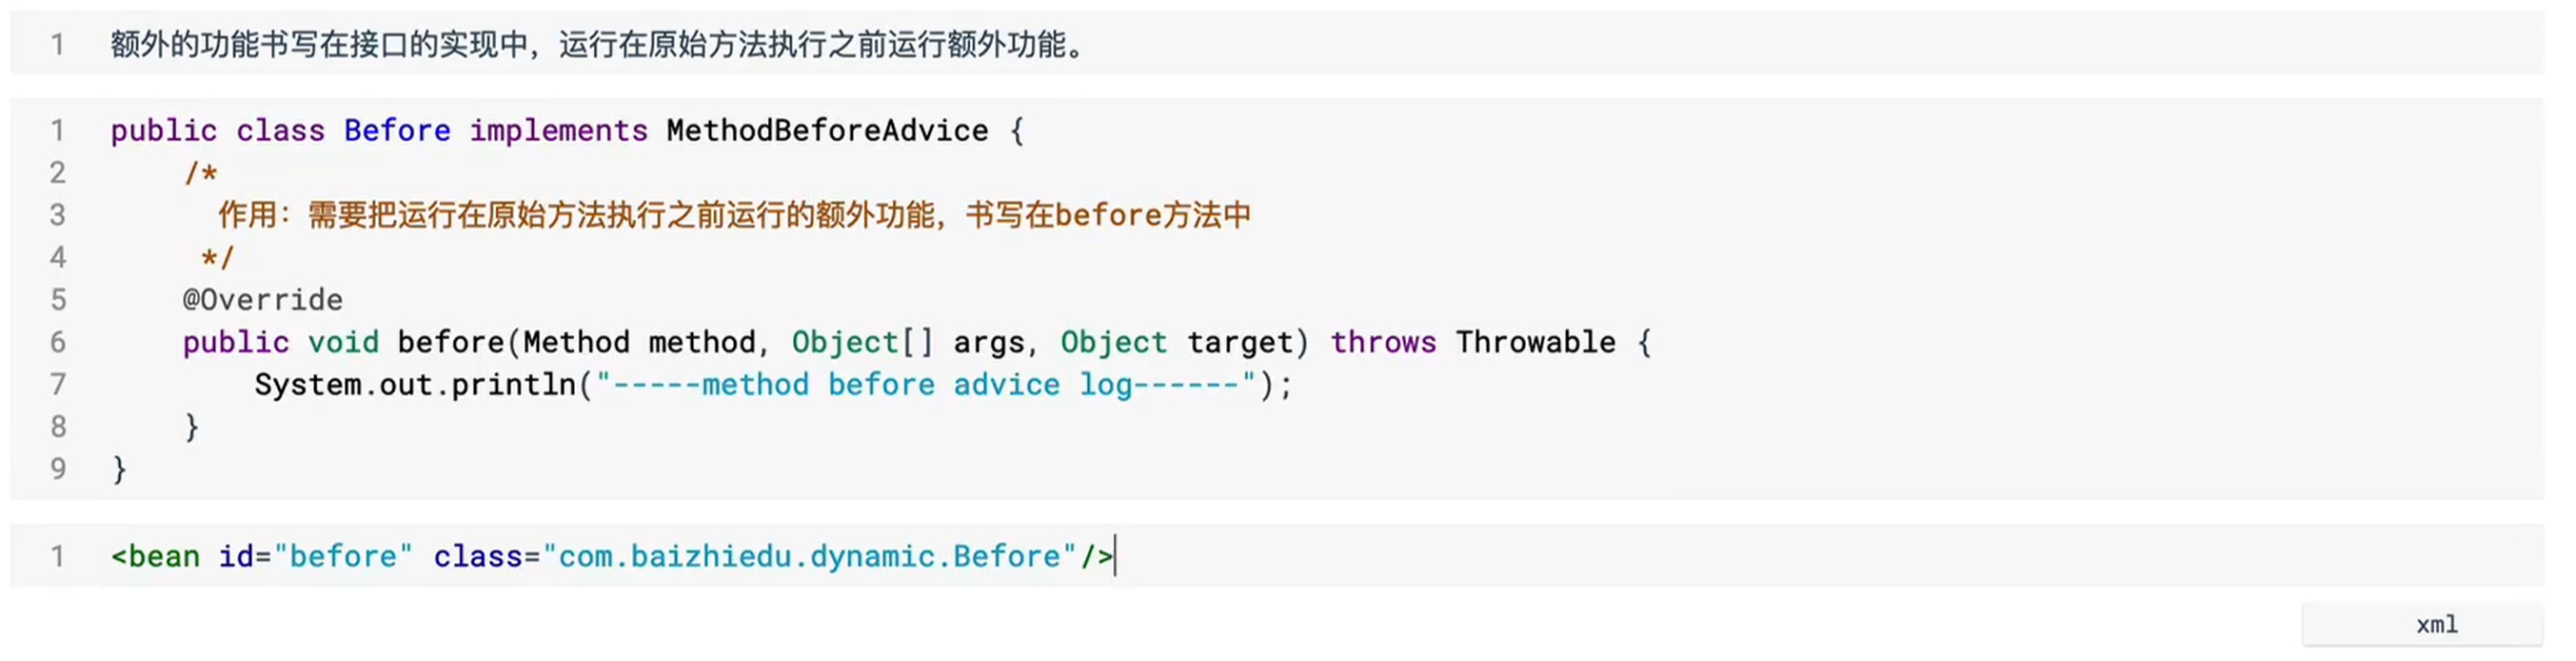 1 额外的功能书写在接口的实现中，运行在原始方法执行之前运行额外功能。
1 public class Before implements MethodBeforeAdvice {
2 /*
3 作用：需要把运行在原始方法执行之前运行的额外功能，书写在before方法中
4 */
5 @Override
6 public void before(Method method, Object[] args, Object target) throws Throwable {
7 System.out.println("-----method before advice log------");
8 }
9 }
1 <bean id="before" class="com.baizhiedu.dynamic.Before"/>
xml